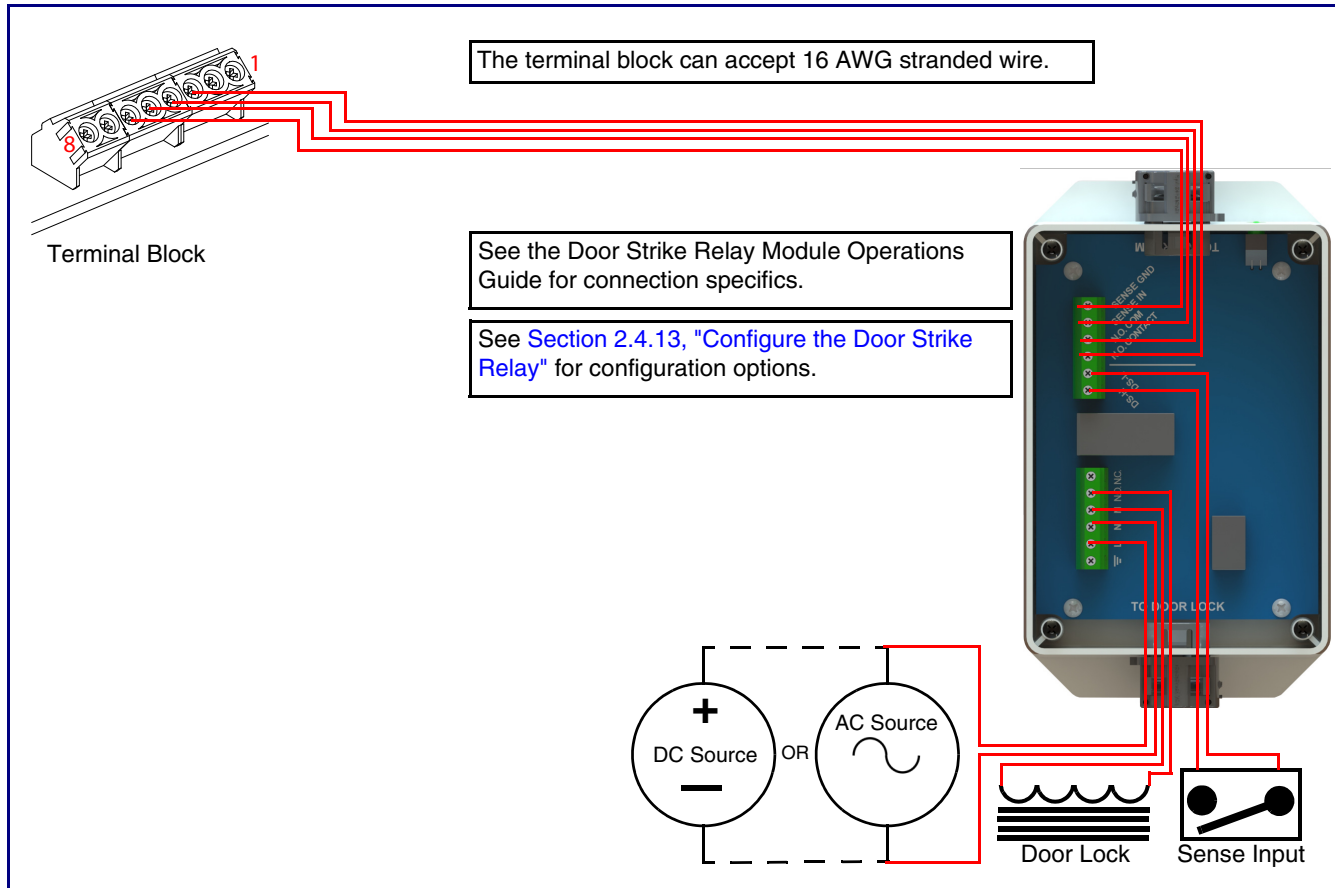 1
The terminal block can accept 16 AWG stranded wire.
8
Terminal Block
See the Door Strike Relay Module Operations
Guide for connection specifics.
See Section 2.4.13, "Configure the Door Strike
Relay" for configuration options.
SENSE GND
SENSE IN
N.O. COM
N.O. CONTACT
DS-1
N.C.
N.O.
N
L
TO DOOR LOCK
+
DC Source
—
OR
AC Source
Door Lock
Sense Input